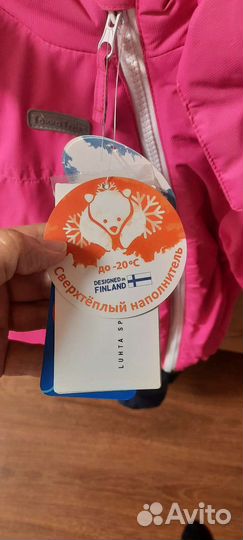 до -20°С
DESIGNED IN
FINLAND
Сверхтёплый наполнитель
LUHTA SP
Avito